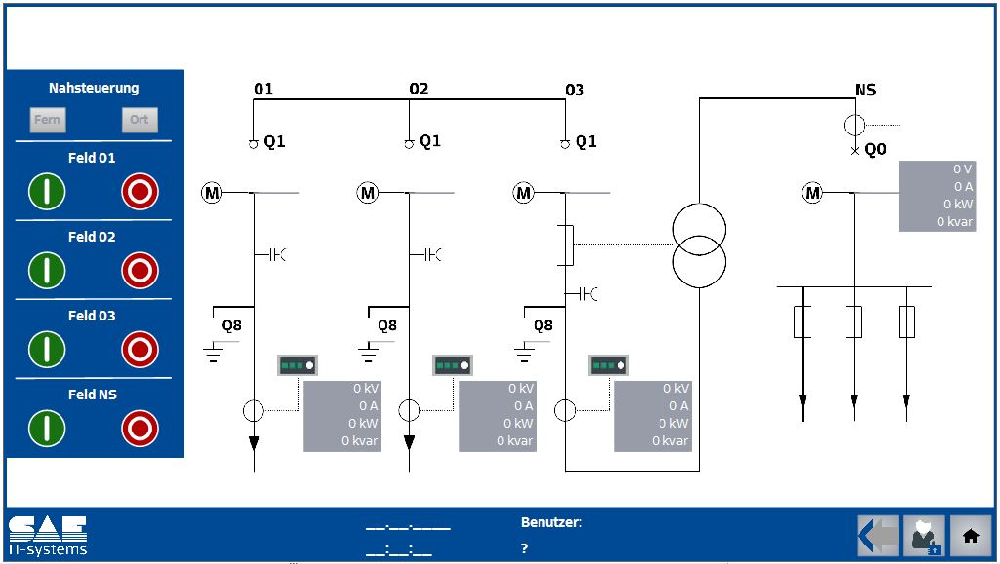 Nahsteuerung
Fern Ort
Feld 01
Feld 02
Feld 03
Feld NS
01 02 03 NS
Q1 Q1 Q1 Q0
M M M M
0 V
0 A
0 kW
0 kvar
Q8 Q8 Q8
0 kV 0 kV 0 kV
0 A 0 A 0 A
0 kW 0 kW 0 kW
0 kvar 0 kvar 0 kvar
SAE
IT-systems
__:__:____
__:__:__
Benutzer:
?